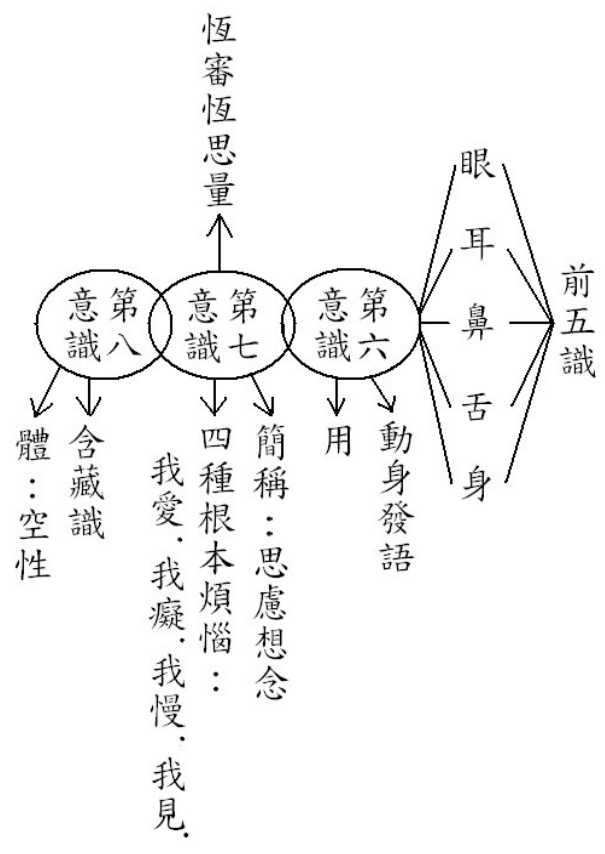 恆審恆思量
眼
耳
鼻
舌
身
前五識
第六
意識
第七
意識
第八
意識
動身發語
用
簡稱：思慮想念
四種根本煩惱：
我愛．我癡．我慢．我見．
含藏識
體：空性